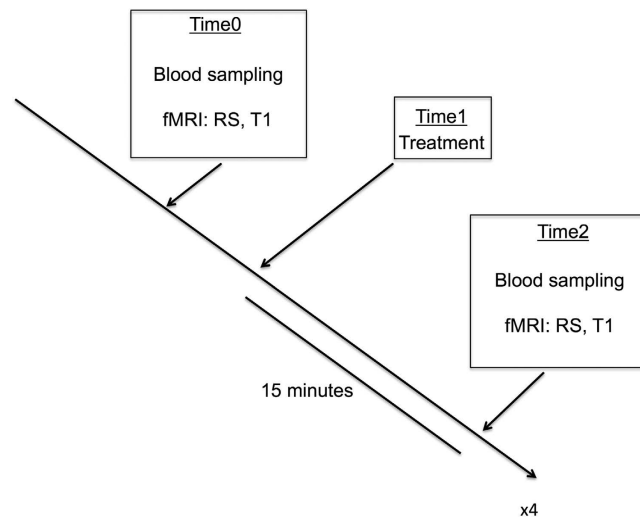 Time0
Blood sampling
fMRI: RS, T1
Time1
Treatment
Time2
Blood sampling
fMRI: RS, T1
15 minutes
x4